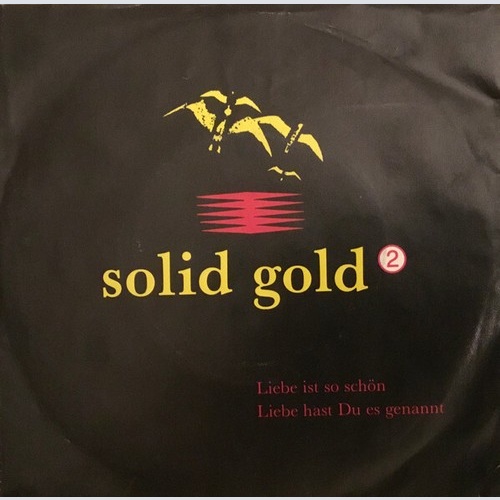 solid gold 2
Liebe ist so schön
Liebe hast Du es genannt